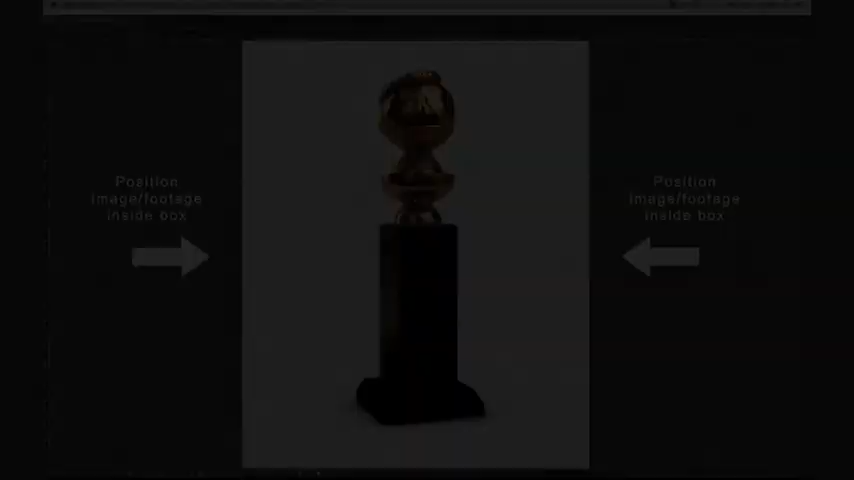 Position
image/footage
inside box
Position
image/footage
inside box